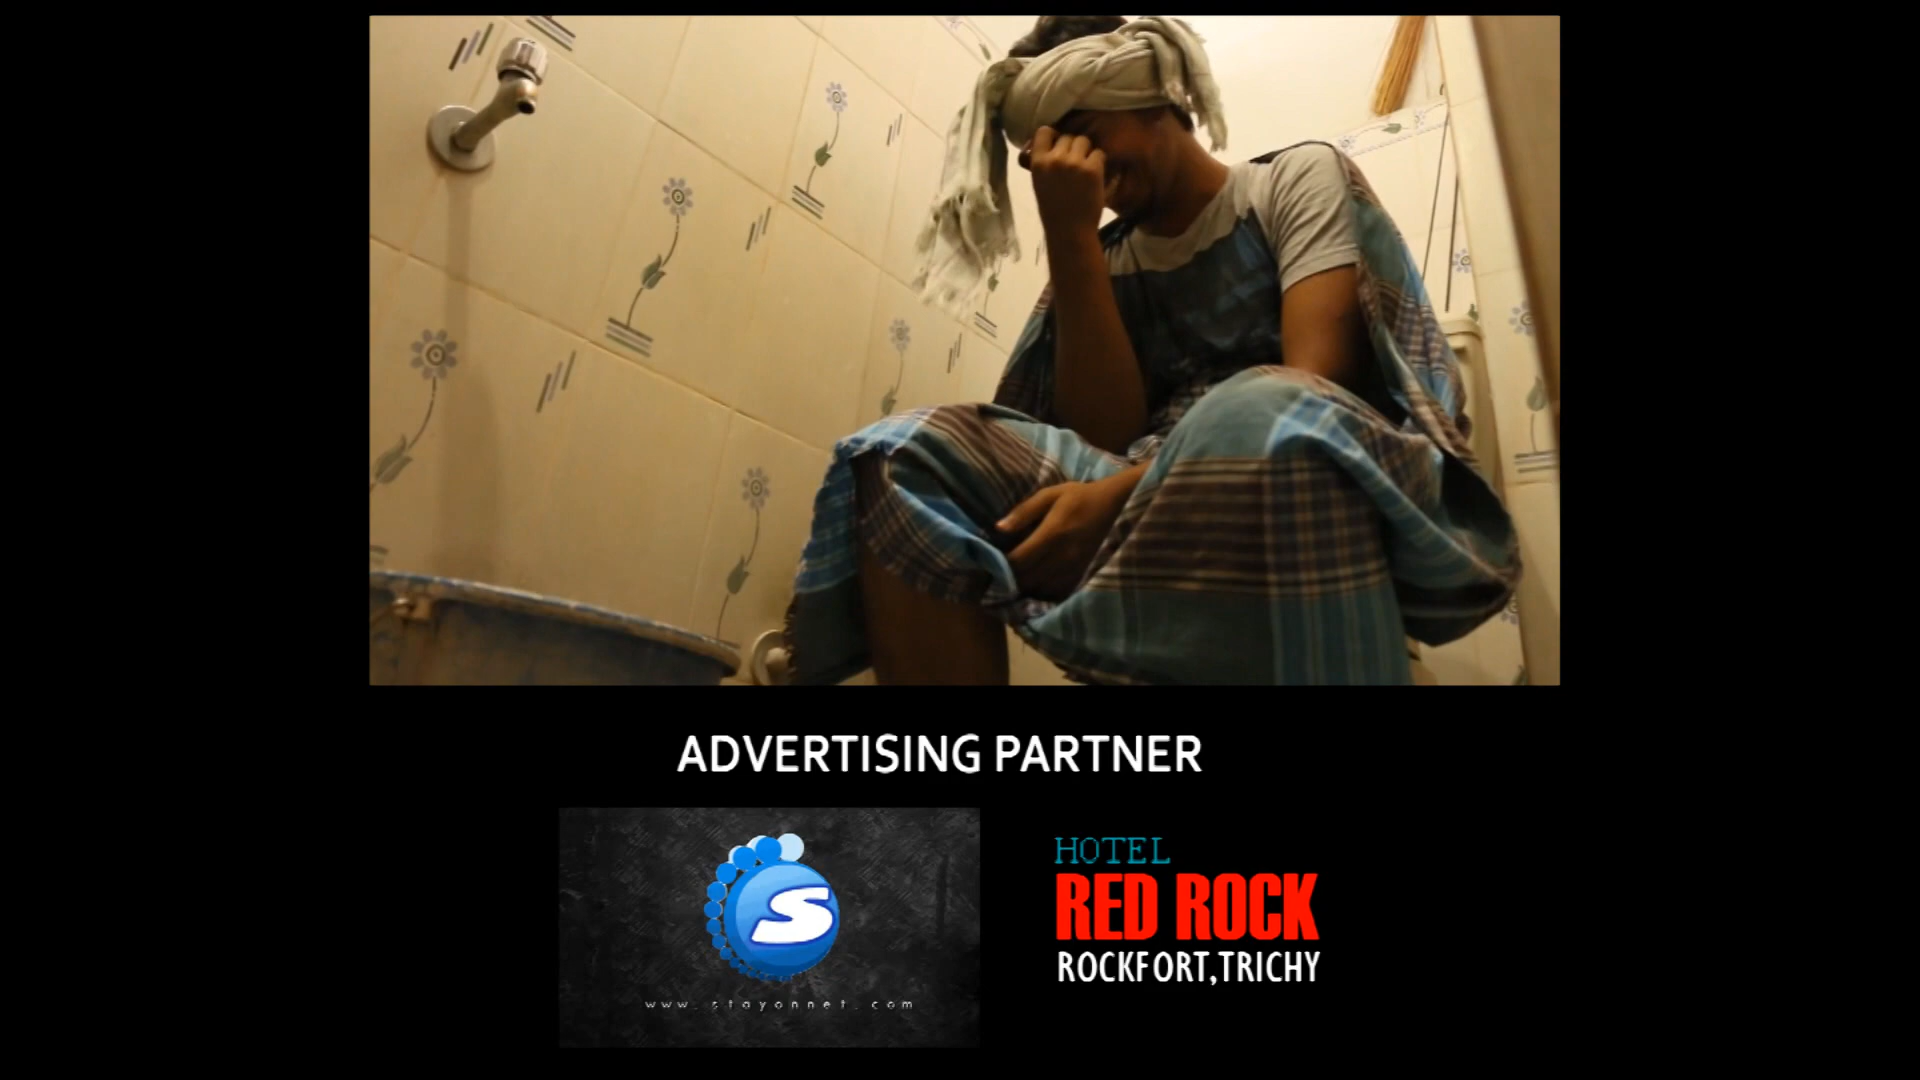 ADVERTISING PARTNER
S
www.stayonnet.com
HOTEL
RED ROCK
ROCKFORT,TRICHY